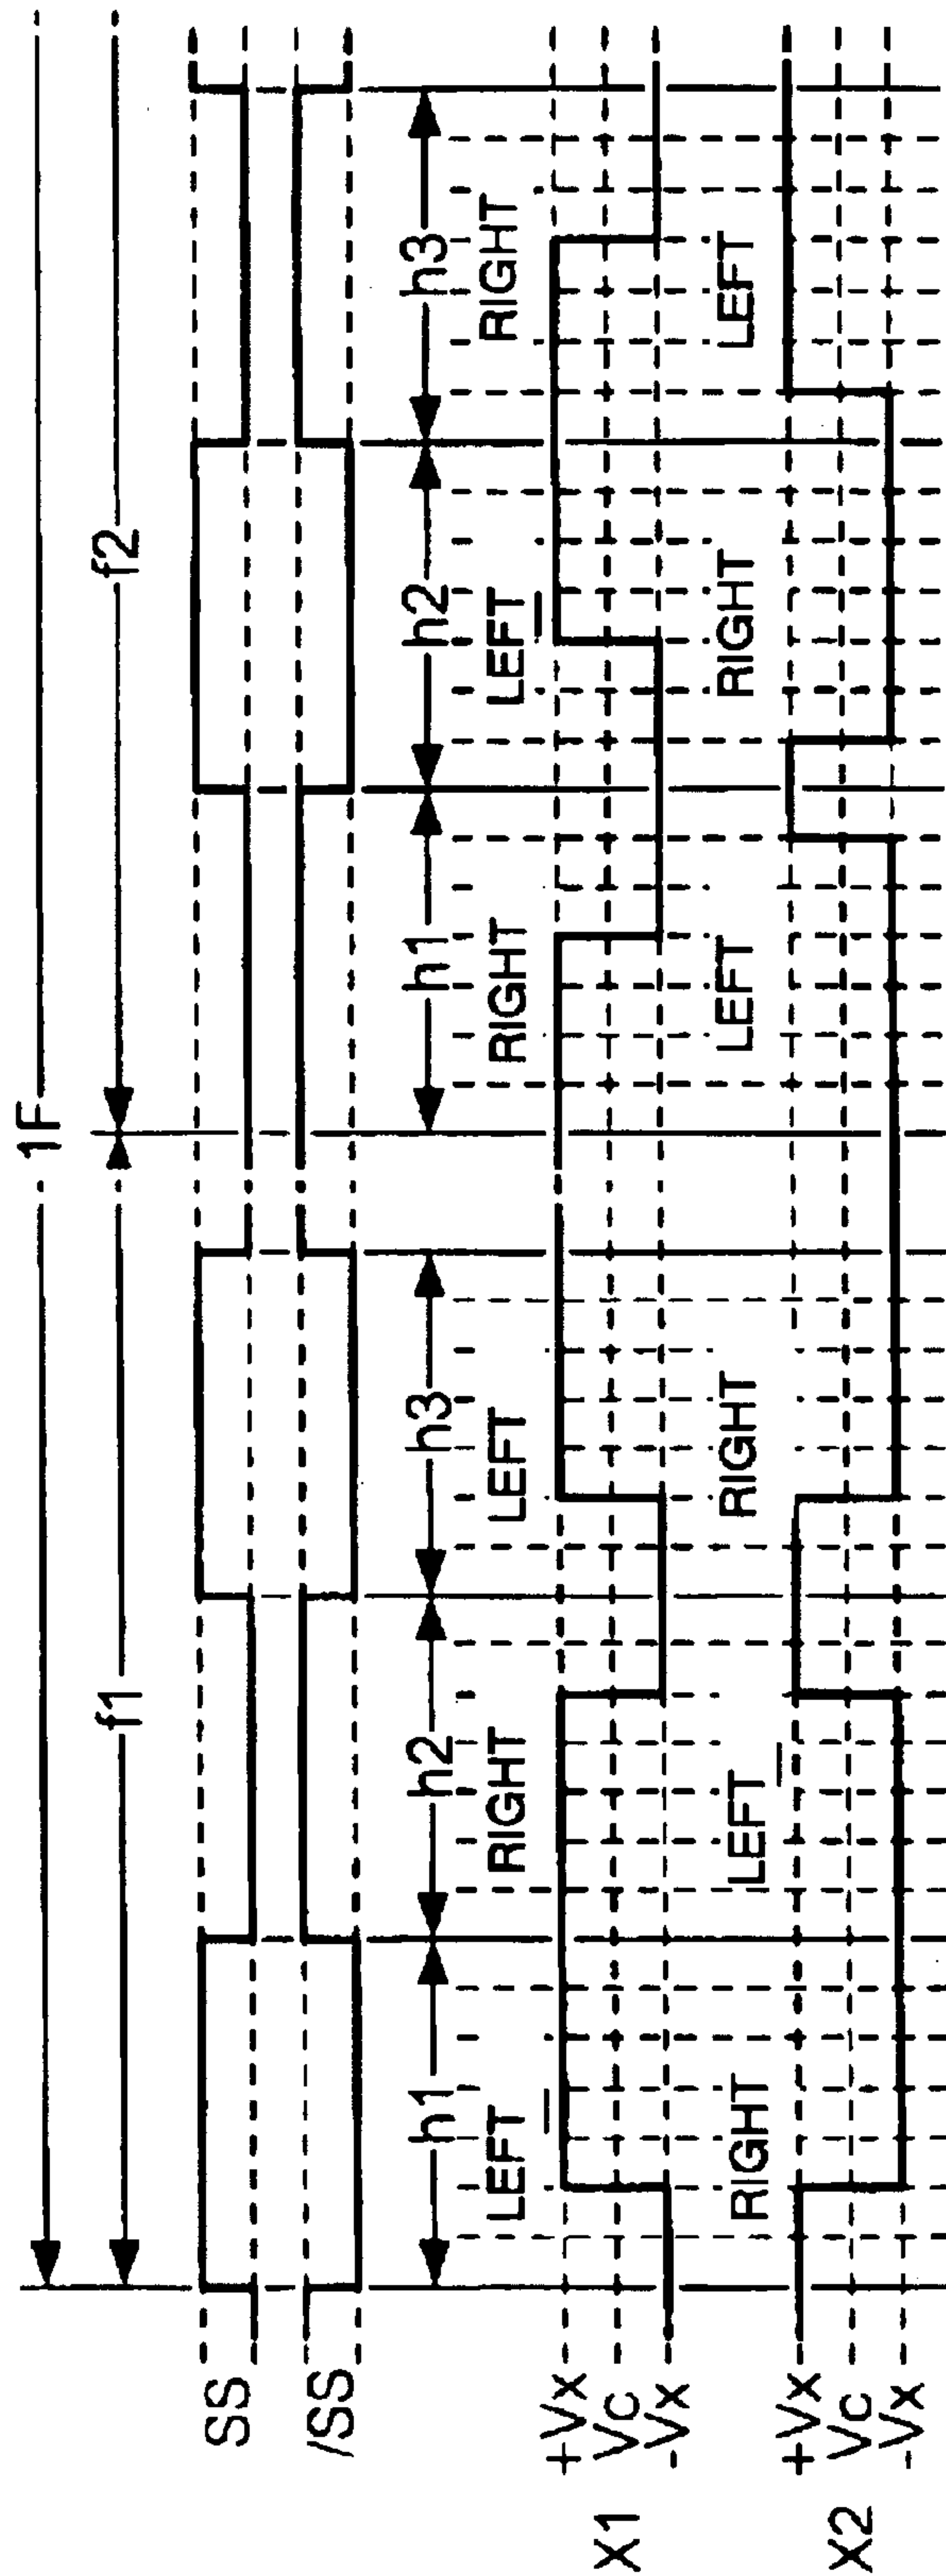 1F
f1 f2
SS
/SS
h1 h2 h3 h1 h2 h3
LEFT RIGHT LEFT RIGHT LEFT RIGHT
+Vx
X1 Vc
-Vx
RIGHT LEFT RIGHT LEFT RIGHT LEFT
+Vx
X2 Vc
-Vx